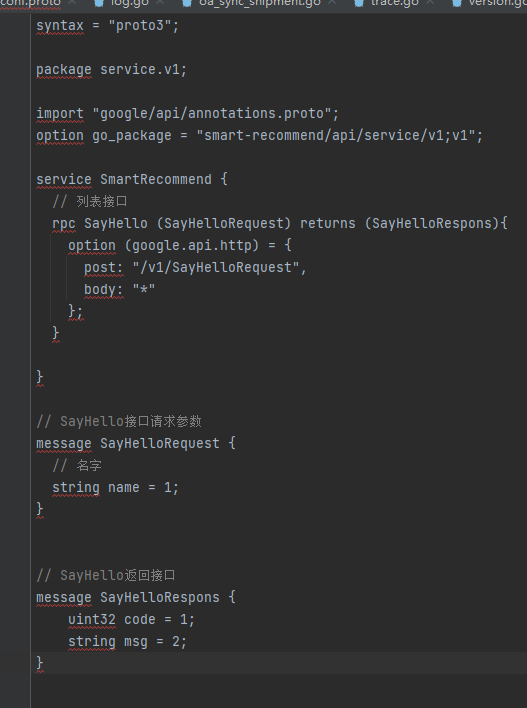 conf.proto log.go oa_sync_shipment.go trace.go version.go
syntax = "proto3";
package service.v1;
import "google/api/annotations.proto";
option go_package = "smart-recommend/api/service/v1;v1";
service SmartRecommend {
// 列表接口
rpc SayHello (SayHelloRequest) returns (SayHelloRespons){
option (google.api.http) = {
post: "/v1/SayHelloRequest",
body: "*"
};
}
}
// SayHello接口请求参数
message SayHelloRequest {
// 名字
string name = 1;
}
// SayHello返回接口
message SayHelloRespons {
uint32 code = 1;
string msg = 2;
}